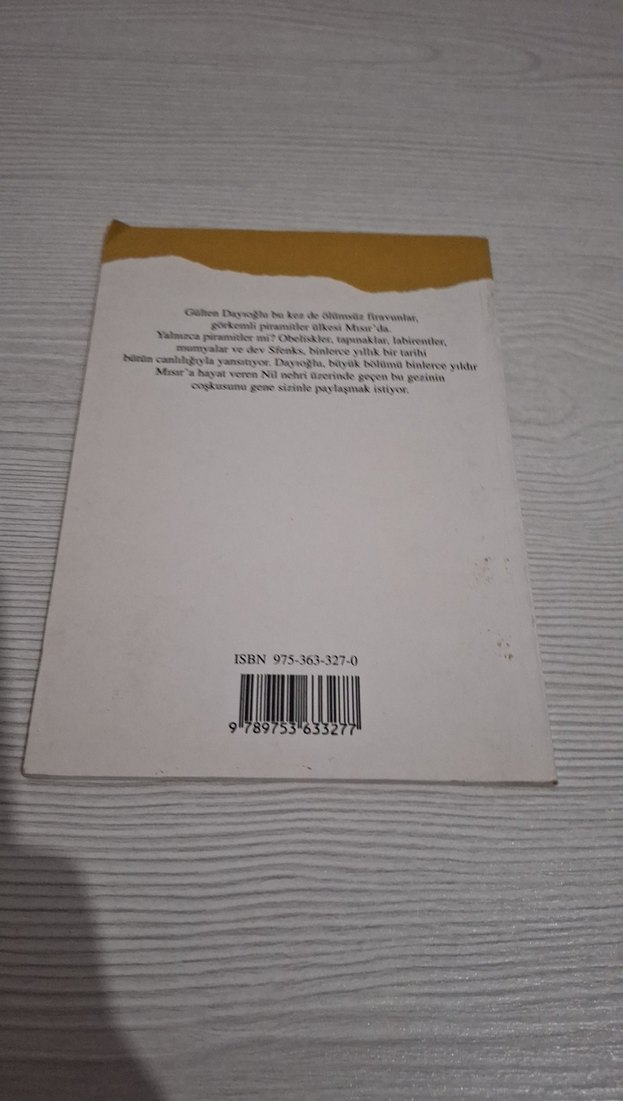 Gülten Dayıoğlu bu kez de ölümsüz firavunlar,
görkemli piramitler ülkesi Mısır'da.
Yalnızca piramitler mi? Obeliskler, tapınaklar, labirentler,
mumyalar ve dev Sfenks, binlerce yıllık bir tarihi
bütün canlılığıyla yansıtıyor. Dayıoğlu, büyük bölümü binlerce yıldır
Mısır'a hayat veren Nil nehri üzerinde geçen bu gezinin
coşkusunu gene sizinle paylaşmak istiyor.
ISBN 975-363-327-0
9 789753 633277